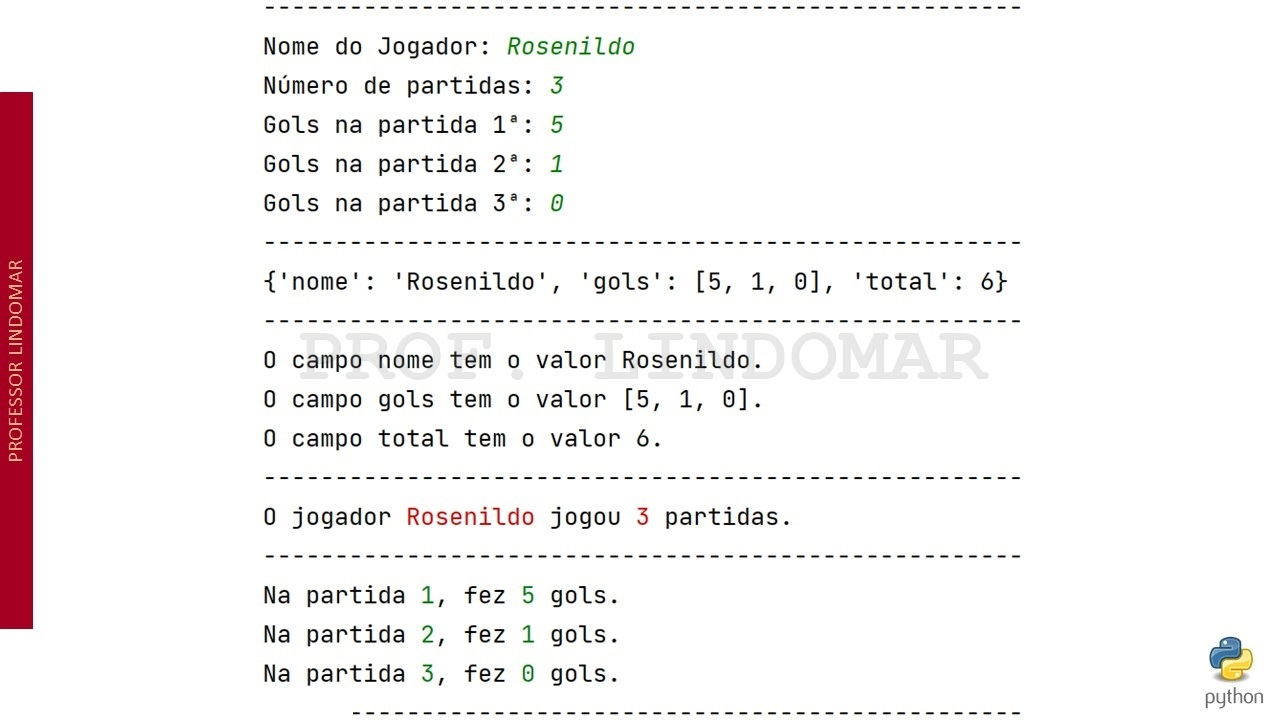 -----------------------------------------------------
Nome do Jogador: Rosenildo
Número de partidas: 3
Gols na partida 1ª: 5
Gols na partida 2ª: 1
Gols na partida 3ª: 0
-----------------------------------------------------
{'nome': 'Rosenildo', 'gols': [5, 1, 0], 'total': 6}
-----------------------------------------------------
PROF. LINDOMAR
O campo nome tem o valor Rosenildo.
O campo gols tem o valor [5, 1, 0].
O campo total tem o valor 6.
-----------------------------------------------------
O jogador Rosenildo jogou 3 partidas.
-----------------------------------------------------
Na partida 1, fez 5 gols.
Na partida 2, fez 1 gols.
Na partida 3, fez 0 gols.
-----------------------------------------------
PROFESSOR LINDOMAR
python